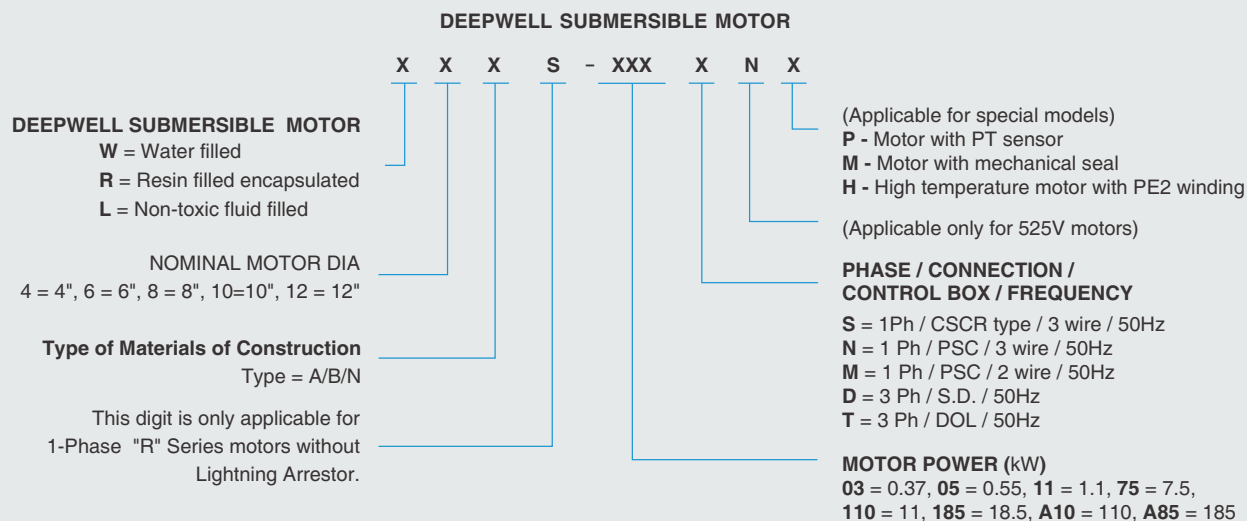 DEEPWELL SUBMERSIBLE MOTOR
X X X S - XXX X N X
DEEPWELL SUBMERSIBLE MOTOR
W = Water filled
R = Resin filled encapsulated
L = Non-toxic fluid filled
NOMINAL MOTOR DIA
4 = 4", 6 = 6", 8 = 8", 10=10", 12 = 12"
Type of Materials of Construction
Type = A/B/N
This digit is only applicable for
1-Phase "R" Series motors without
Lightning Arrestor.
(Applicable for special models)
P - Motor with PT sensor
M - Motor with mechanical seal
H - High temperature motor with PE2 winding
(Applicable only for 525V motors)
PHASE / CONNECTION /
CONTROL BOX / FREQUENCY
S = 1Ph / CSCR type / 3 wire / 50Hz
N = 1 Ph / PSC / 3 wire / 50Hz
M = 1 Ph / PSC / 2 wire / 50Hz
D = 3 Ph / S.D. / 50Hz
T = 3 Ph / DOL / 50Hz
MOTOR POWER (kW)
03 = 0.37, 05 = 0.55, 11 = 1.1, 75 = 7.5,
110 = 11, 185 = 18.5, A10 = 110, A85 = 185